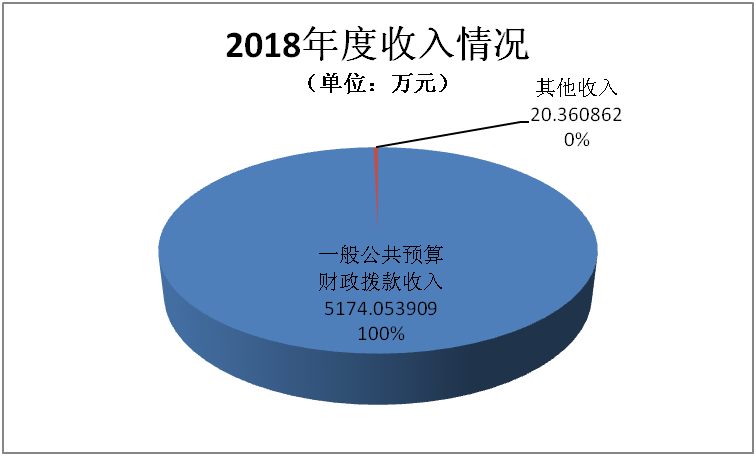 2018年度收入情况
（单位：万元）
其他收入
20.360862
0%
一般公共预算
财政拨款收入
5174.053909
100%